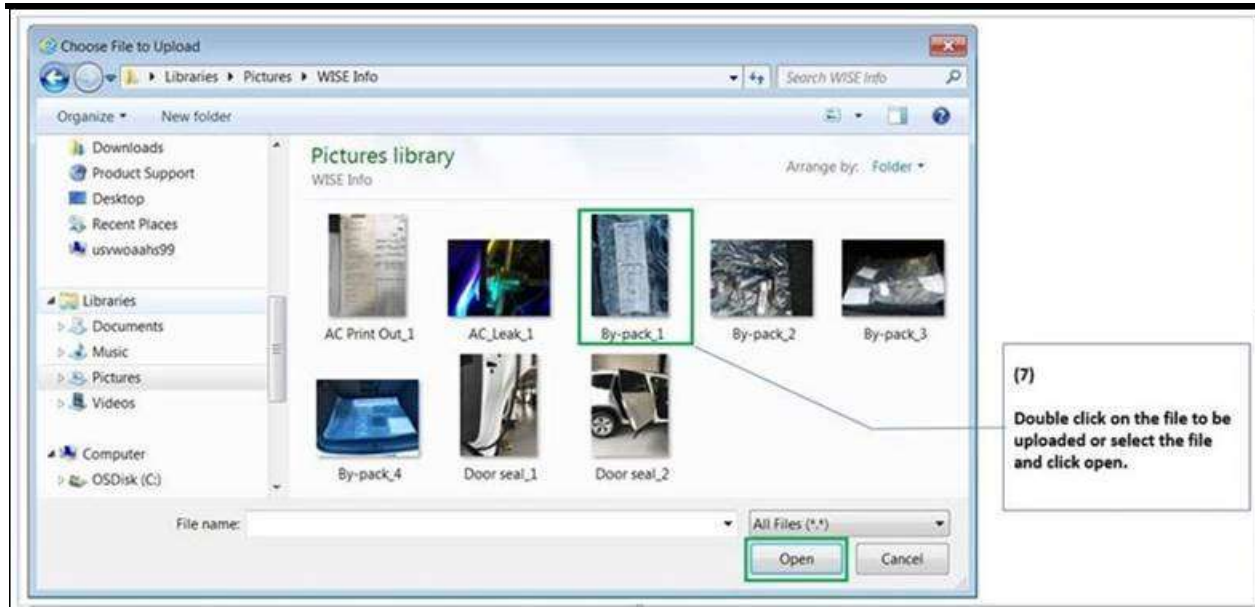 Choose File to Upload
Libraries ▸ Pictures ▸ WISE Info
Search WISE Info
Organize
New folder
Downloads
Product Support
Desktop
Recent Places
usvwoaahs99
Libraries
Documents
Music
Pictures
Videos
Computer
OSDisk (C:)
Pictures library
WISE Info
Arrange by: Folder
AC Print Out_1
AC_Leak_1
By-pack_1
By-pack_2
By-pack_3
By-pack_4
Door seal_1
Door seal_2
File name:
All Files (*.*)
Open
Cancel
(7)
Double click on the file to be
uploaded or select the file
and click open.